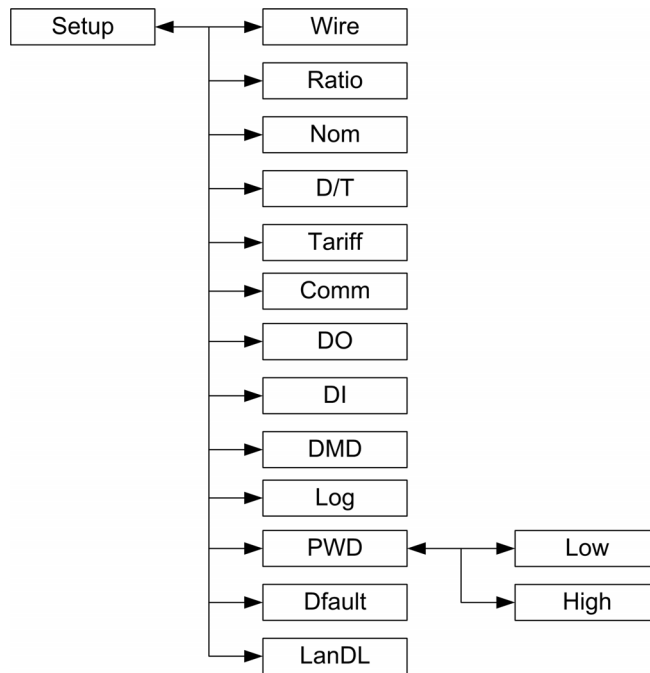 Setup
Wire
Ratio
Nom
D/T
Tariff
Comm
DO
DI
DMD
Log
PWD
Low
Dfault
High
LanDL